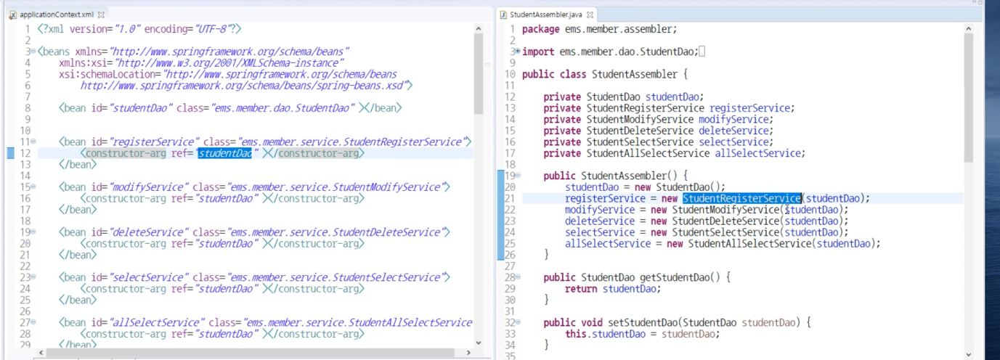 applicationContext.xml
1 <?xml version="1.0" encoding="UTF-8"?>
2
3 <beans xmlns="http://www.springframework.org/schema/beans"
4 xmlns:xsi="http://www.w3.org/2001/XMLSchema-instance"
5 xsi:schemaLocation="http://www.springframework.org/schema/beans
6 http://www.springframework.org/schema/beans/spring-beans.xsd">
7
8 <bean id="studentDao" class="ems.member.dao.StudentDao" ></bean>
9
10
11 <bean id="registerService" class="ems.member.service.StudentRegisterService">
12 <constructor-arg ref="studentDao" ></constructor-arg>
13 </bean>
14
15 <bean id="modifyService" class="ems.member.service.StudentModifyService">
16 <constructor-arg ref="studentDao" ></constructor-arg>
17 </bean>
18
19 <bean id="deleteService" class="ems.member.service.StudentDeleteService">
20 <constructor-arg ref="studentDao" ></constructor-arg>
21 </bean>
22
23 <bean id="selectService" class="ems.member.service.StudentSelectService">
24 <constructor-arg ref="studentDao" ></constructor-arg>
25 </bean>
26
27 <bean id="allSelectService" class="ems.member.service.StudentAllSelectService
28 <constructor-arg ref="studentDao" ></constructor-arg>
29 </bean>
StudentAssembler.java
1 package ems.member.assembler;
2
3 import ems.member.dao.StudentDao;
9
10 public class StudentAssembler {
11
12 private StudentDao studentDao;
13 private StudentRegisterService registerService;
14 private StudentModifyService modifyService;
15 private StudentDeleteService deleteService;
16 private StudentSelectService selectService;
17 private StudentAllSelectService allSelectService;
18
19 public StudentAssembler() {
20 studentDao = new StudentDao();
21 registerService = new StudentRegisterService(studentDao);
22 modifyService = new StudentModifyService(studentDao);
23 deleteService = new StudentDeleteService(studentDao);
24 selectService = new StudentSelectService(studentDao);
25 allSelectService = new StudentAllSelectService(studentDao);
26 }
27
28 public StudentDao getStudentDao() {
29 return studentDao;
30 }
31
32 public void setStudentDao(StudentDao studentDao) {
33 this.studentDao = studentDao;
34 }
35